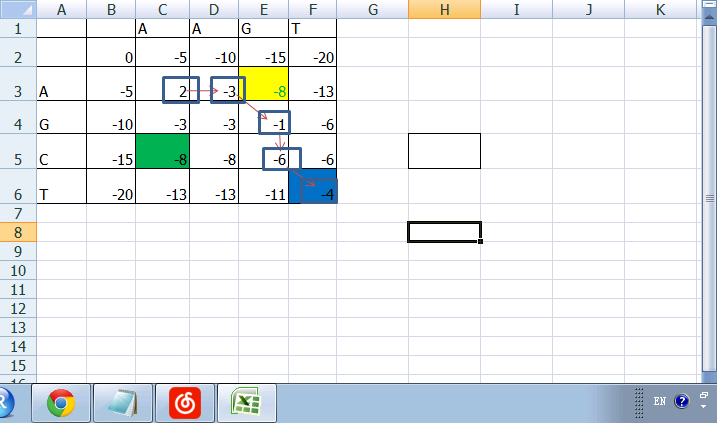 A B C D E F G H I J K
1 A A G T
2 0 -5 -10 -15 -20
3 A -5 2 -3 -8 -13
4 G -10 -3 -3 -1 -6
5 C -15 -8 -8 -6 -6
6 T -20 -13 -13 -11 -4
7
8
9
10
11
12
13
14
15
16
EN